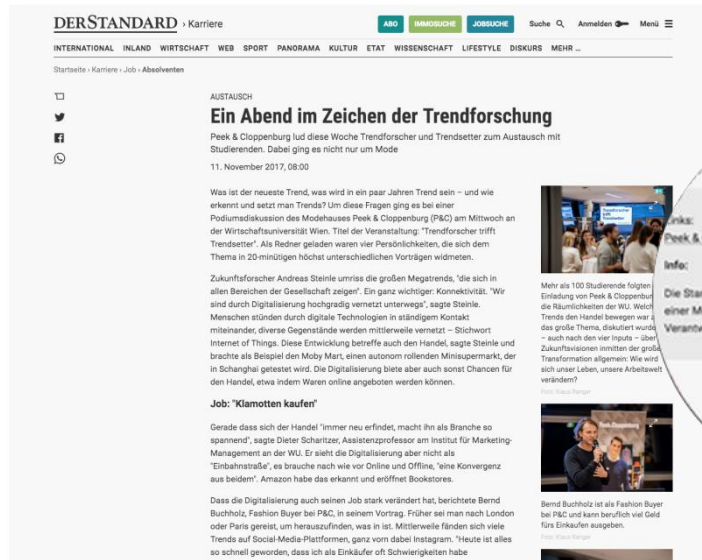 DERSTANDARD › Karriere
ABO
IMMOSUCHE
JOBSUCHE
Suche
Anmelden
Menü
INTERNATIONAL INLAND WIRTSCHAFT WEB SPORT PANORAMA KULTUR ETAT WISSENSCHAFT LIFESTYLE DISKURS MEHR ...
Startseite › Karriere › Job › Absolventen
AUSTAUSCH
Ein Abend im Zeichen der Trendforschung
Peek & Cloppenburg lud diese Woche Trendforscher und Trendsetter zum Austausch mit
Studierenden. Dabei ging es nicht nur um Mode
11. November 2017, 08:00
Was ist der neueste Trend, was wird in ein paar Jahren Trend sein – und wie
erkennt und setzt man Trends? Um diese Fragen ging es bei einer
Podiumsdiskussion des Modehauses Peek & Cloppenburg (P&C) am Mittwoch an
der Wirtschaftsuniversität Wien. Titel der Veranstaltung: "Trendforscher trifft
Trendsetter". Als Redner geladen waren vier Persönlichkeiten, die sich dem
Thema in 20-minütigen höchst unterschiedlichen Vorträgen widmeten.
Zukunftsforscher Andreas Steinle umriss die großen Megatrends, "die sich in
allen Bereichen der Gesellschaft zeigen". Ein ganz wichtiger: Konnektivität. "Wir
sind durch Digitalisierung hochgradig vernetzt unterwegs", sagte Steinle.
Menschen stünden durch digitale Technologien in ständigem Kontakt
miteinander, diverse Gegenstände werden mittlerweile vernetzt – Stichwort
Internet of Things. Diese Entwicklung betreffe auch den Handel, sagte Steinle und
brachte als Beispiel den Moby Mart, einen autonom rollenden Minisupermarkt, der
in Schanghai getestet wird. Die Digitalisierung biete aber auch sonst Chancen für
den Handel, etwa indem Waren online angeboten werden können.
Job: "Klamotten kaufen"
Gerade dass sich der Handel "immer neu erfindet, macht ihn als Branche so
spannend", sagte Dieter Scharitzer, Assistenzprofessor am Institut für Marketing-
Management an der WU. Er sieht die Digitalisierung aber nicht als
"Einbahnstraße", es brauche nach wie vor Online und Offline, "eine Konvergenz
aus beidem". Amazon habe das erkannt und eröffnet Bookstores.
Dass die Digitalisierung auch seinen Job stark verändert hat, berichtete Bernd
Buchholz, Fashion Buyer bei P&C, in seinem Vortrag. Früher sei man nach London
oder Paris gereist, um herauszufinden, was in ist. Mittlerweile fänden sich viele
Trends auf Social-Media-Plattformen, ganz vorn dabei Instagram. "Heute ist alles
so schnell geworden, dass ich als Einkäufer oft Schwierigkeiten habe
Trendforscher
trifft
Trendsetter
Mehr als 100 Studierende folgten
Einladung von Peek & Cloppenbur
die Räumlichkeiten der WU. Welch
Trends den Handel bewegen war
das große Thema, diskutiert wurde
– auch nach den vier Inputs – über
Zukunftsvisionen inmitten der große
Transformation allgemein: Wie wird
sich unser Leben, unsere Arbeitswelt
verändern?
Foto: Klaus Ranger
Peek & Cloppenburg
Bernd Buchholz ist als Fashion Buyer
bei P&C und kann beruflich viel Geld
fürs Einkaufen ausgeben.
Foto: Klaus Ranger
Links:
Peek &
Info:
Die Star
einer M
Verantw